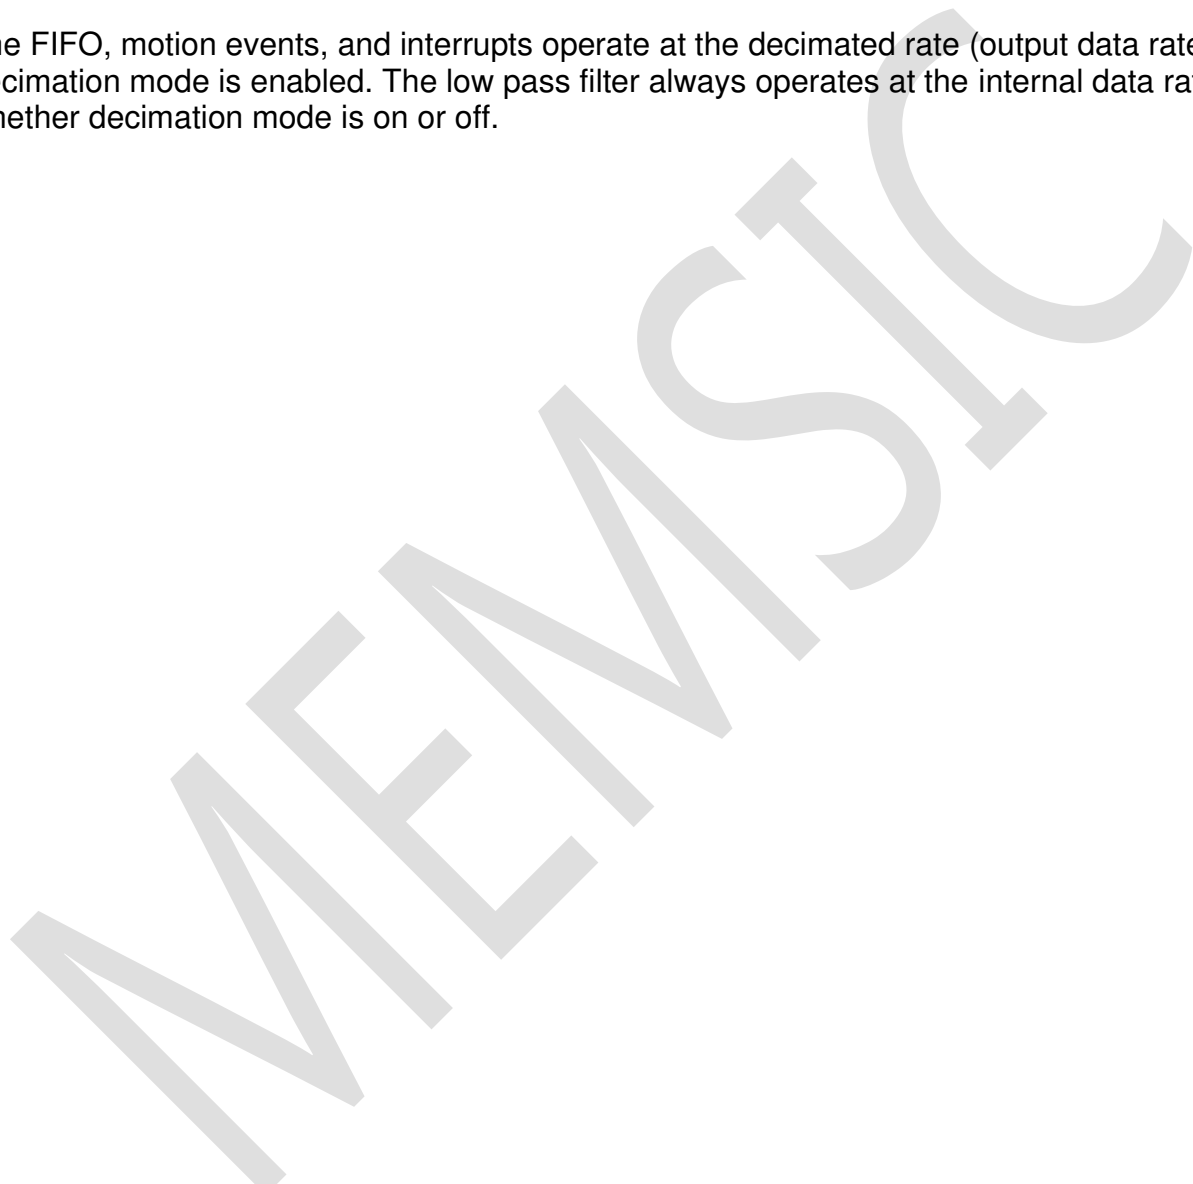 ne FIFO, motion events, and interrupts operate at the decimated rate (output data rate
cimation mode is enabled. The low pass filter always operates at the internal data ra
hether decimation mode is on or off.
MEMSIC